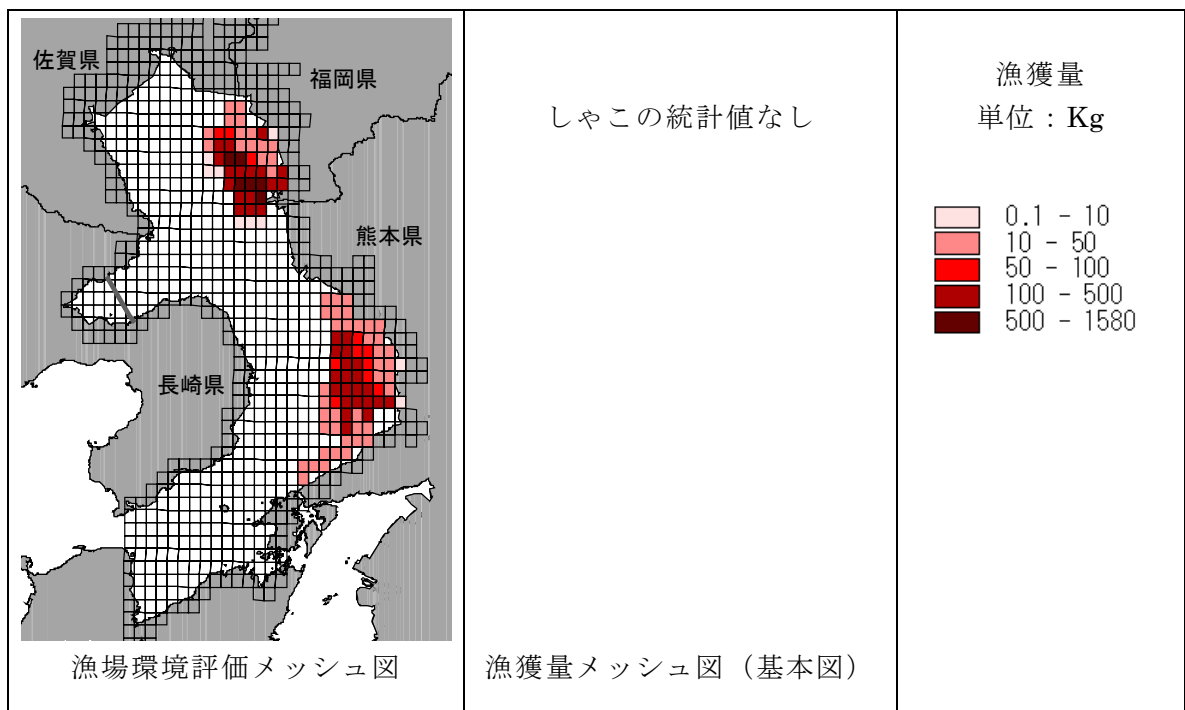 佐賀県
福岡県
熊本県
長崎県
漁場環境評価メッシュ図
しゃこの統計値なし
漁獲量メッシュ図（基本図）
漁獲量
単位：Kg
0.1 - 10
10 - 50
50 - 100
100 - 500
500 - 1580